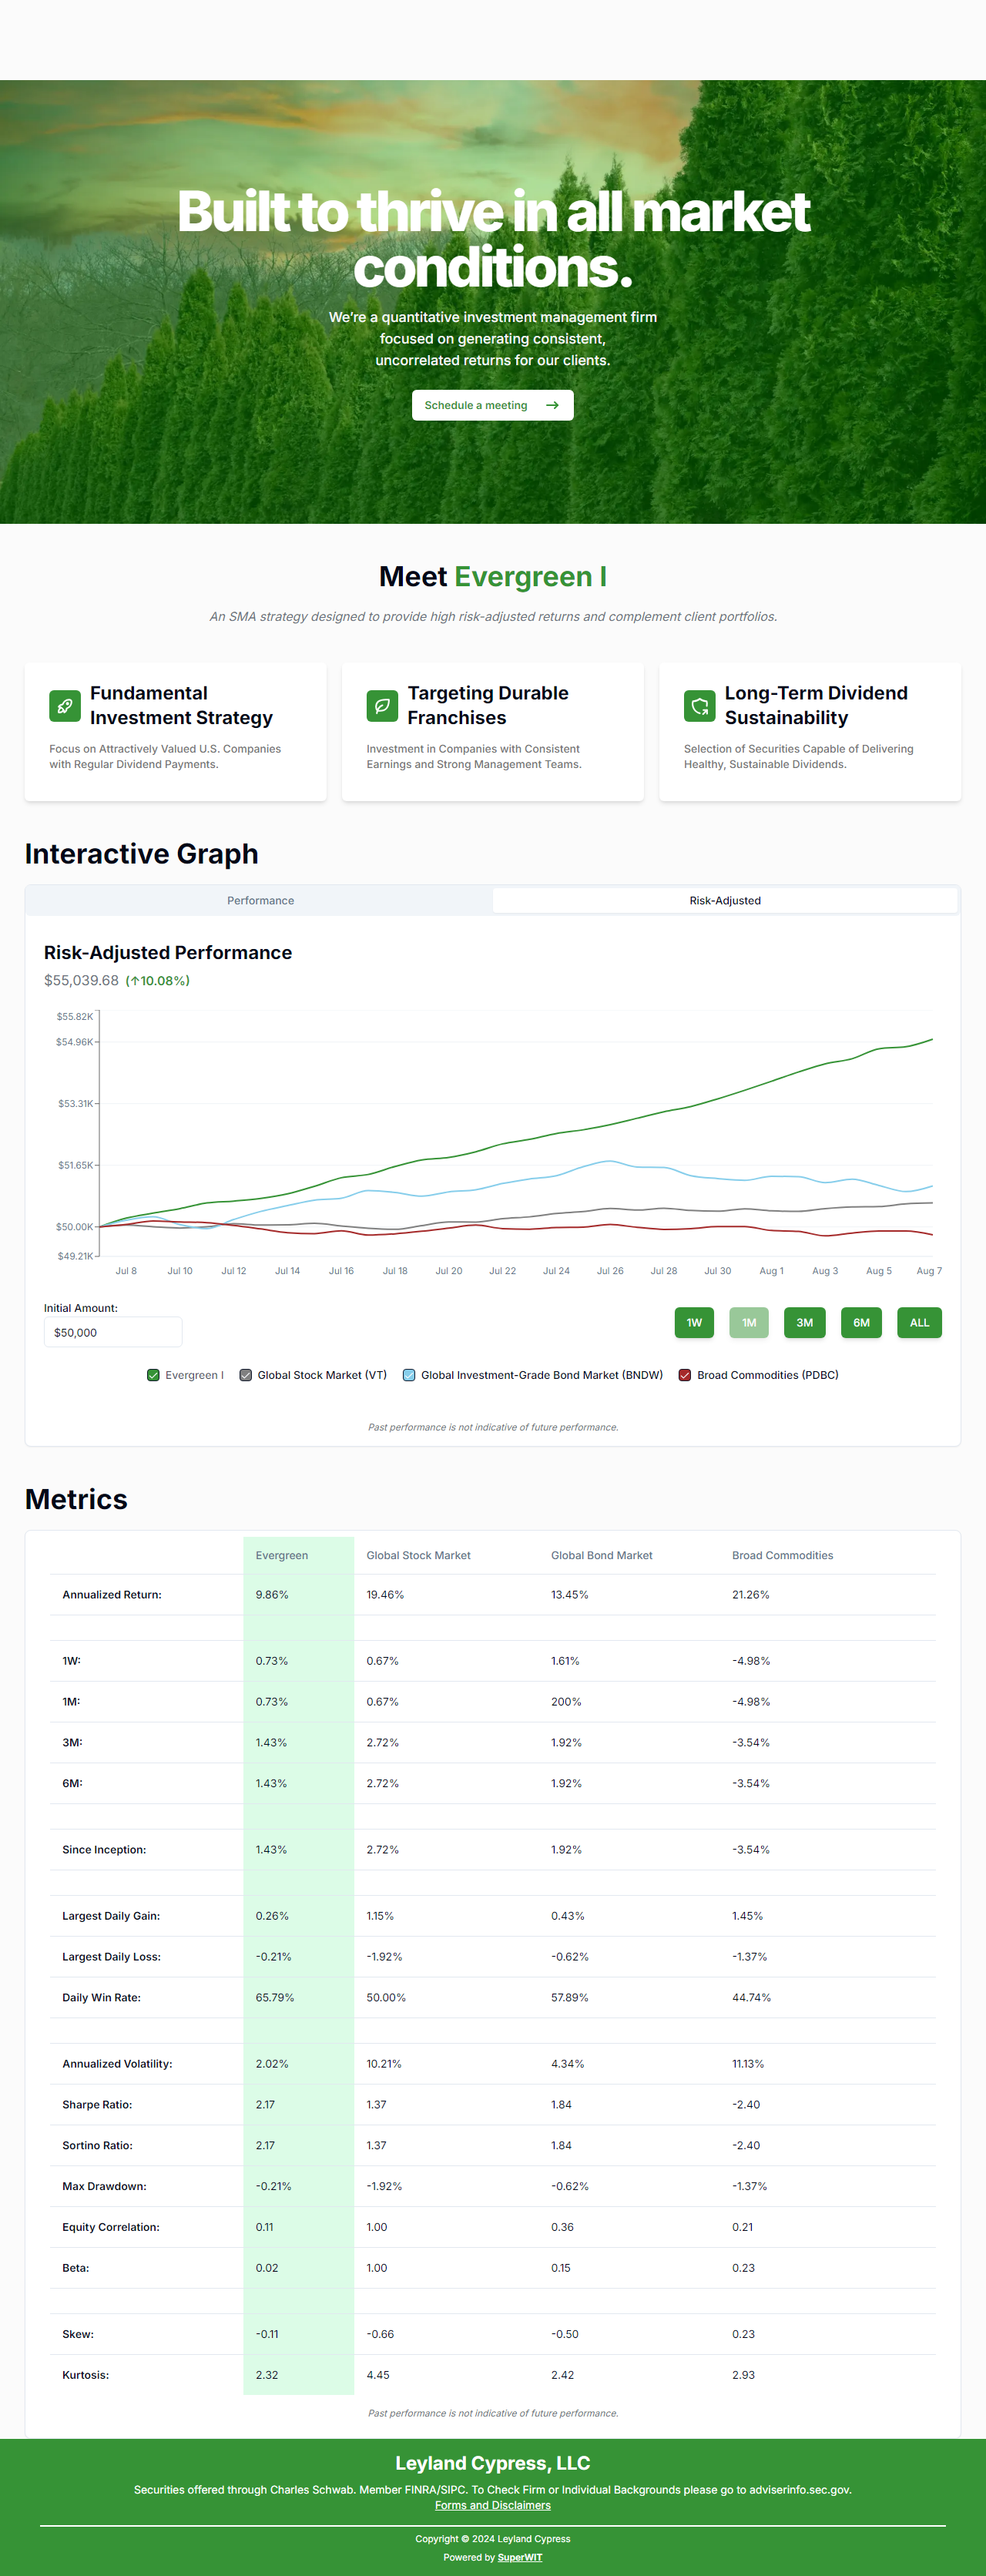 Built to thrive in all market
conditions.
We're a quantitative investment management firm
focused on generating consistent,
uncorrelated returns for our clients.
Schedule a meeting →
Meet Evergreen I
An SMA strategy designed to provide high risk-adjusted returns and complement client portfolios.
Fundamental
Investment Strategy
Focus on Attractively Valued U.S. Companies
with Regular Dividend Payments.
Targeting Durable
Franchises
Investment in Companies with Consistent
Earnings and Strong Management Teams.
Long-Term Dividend
Sustainability
Selection of Securities Capable of Delivering
Healthy, Sustainable Dividends.
Interactive Graph
Performance Risk-Adjusted
Risk-Adjusted Performance
$55,039.68 (↑10.08%)
$55.82K
$54.96K
$53.31K
$51.65K
$50.00K
$49.21K
Jul 8 Jul 10 Jul 12 Jul 14 Jul 16 Jul 18 Jul 20 Jul 22 Jul 24 Jul 26 Jul 28 Jul 30 Aug 1 Aug 3 Aug 5 Aug 7
Initial Amount:
$50,000
1W 1M 3M 6M ALL
Evergreen I Global Stock Market (VT) Global Investment-Grade Bond Market (BNDW) Broad Commodities (PDBC)
Past performance is not indicative of future performance.
Metrics
Evergreen Global Stock Market Global Bond Market Broad Commodities
Annualized Return: 9.86% 19.46% 13.45% 21.26%
1W: 0.73% 0.67% 1.61% -4.98%
1M: 0.73% 0.67% 200% -4.98%
3M: 1.43% 2.72% 1.92% -3.54%
6M: 1.43% 2.72% 1.92% -3.54%
Since Inception: 1.43% 2.72% 1.92% -3.54%
Largest Daily Gain: 0.26% 1.15% 0.43% 1.45%
Largest Daily Loss: -0.21% -1.92% -0.62% -1.37%
Daily Win Rate: 65.79% 50.00% 57.89% 44.74%
Annualized Volatility: 2.02% 10.21% 4.34% 11.13%
Sharpe Ratio: 2.17 1.37 1.84 -2.40
Sortino Ratio: 2.17 1.37 1.84 -2.40
Max Drawdown: -0.21% -1.92% -0.62% -1.37%
Equity Correlation: 0.11 1.00 0.36 0.21
Beta: 0.02 1.00 0.15 0.23
Skew: -0.11 -0.66 -0.50 0.23
Kurtosis: 2.32 4.45 2.42 2.93
Past performance is not indicative of future performance.
Leyland Cypress, LLC
Securities offered through Charles Schwab. Member FINRA/SIPC. To Check Firm or Individual Backgrounds please go to adviserinfo.sec.gov.
Forms and Disclaimers
Copyright © 2024 Leyland Cypress
Powered by SuperWIT